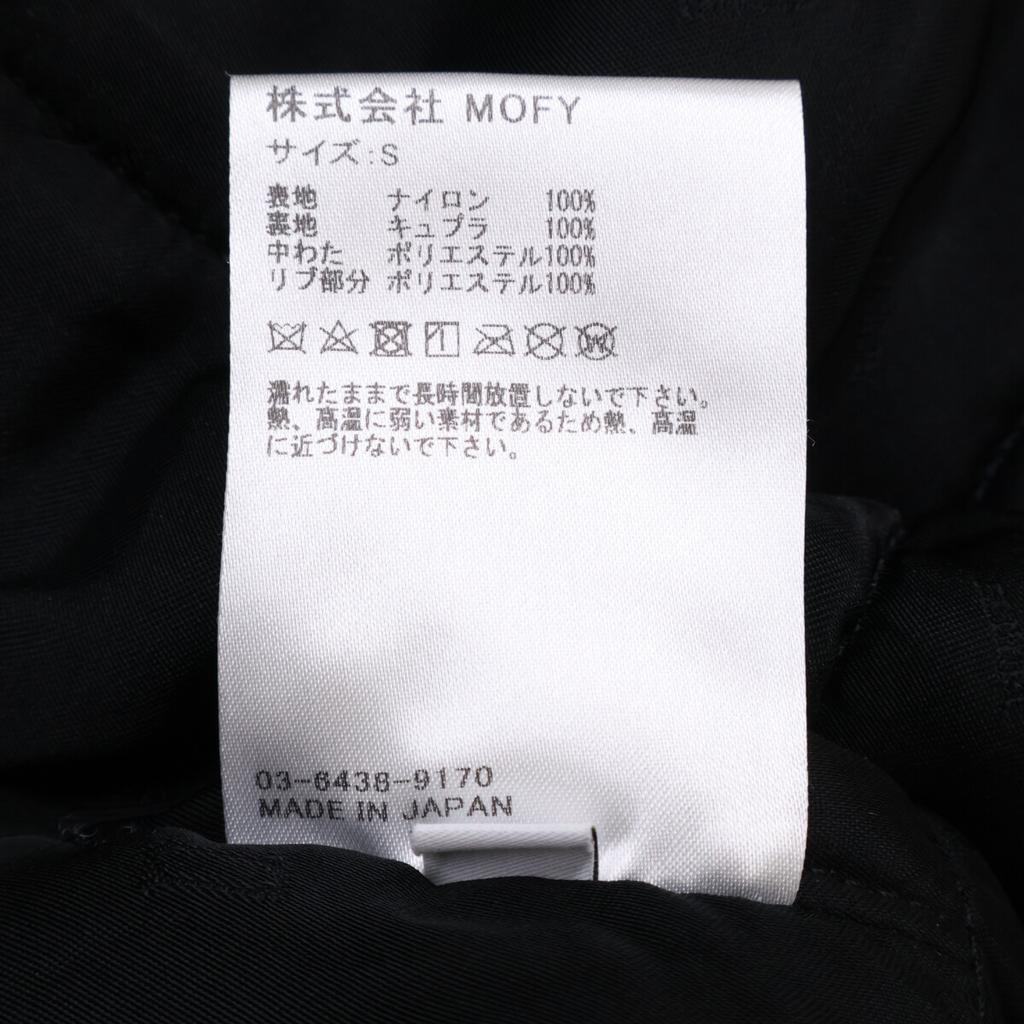 株式会社 MOFY
サイズ:S
表地 ナイロン 100%
裏地 キュプラ 100%
中わた ポリエステル100%
リブ部分 ポリエステル100%
濡れたままで長時間放置しないで下さい。
熱、高温に弱い素材であるため熱、高温
に近づけないで下さい。
03-6438-9170
MADE IN JAPAN